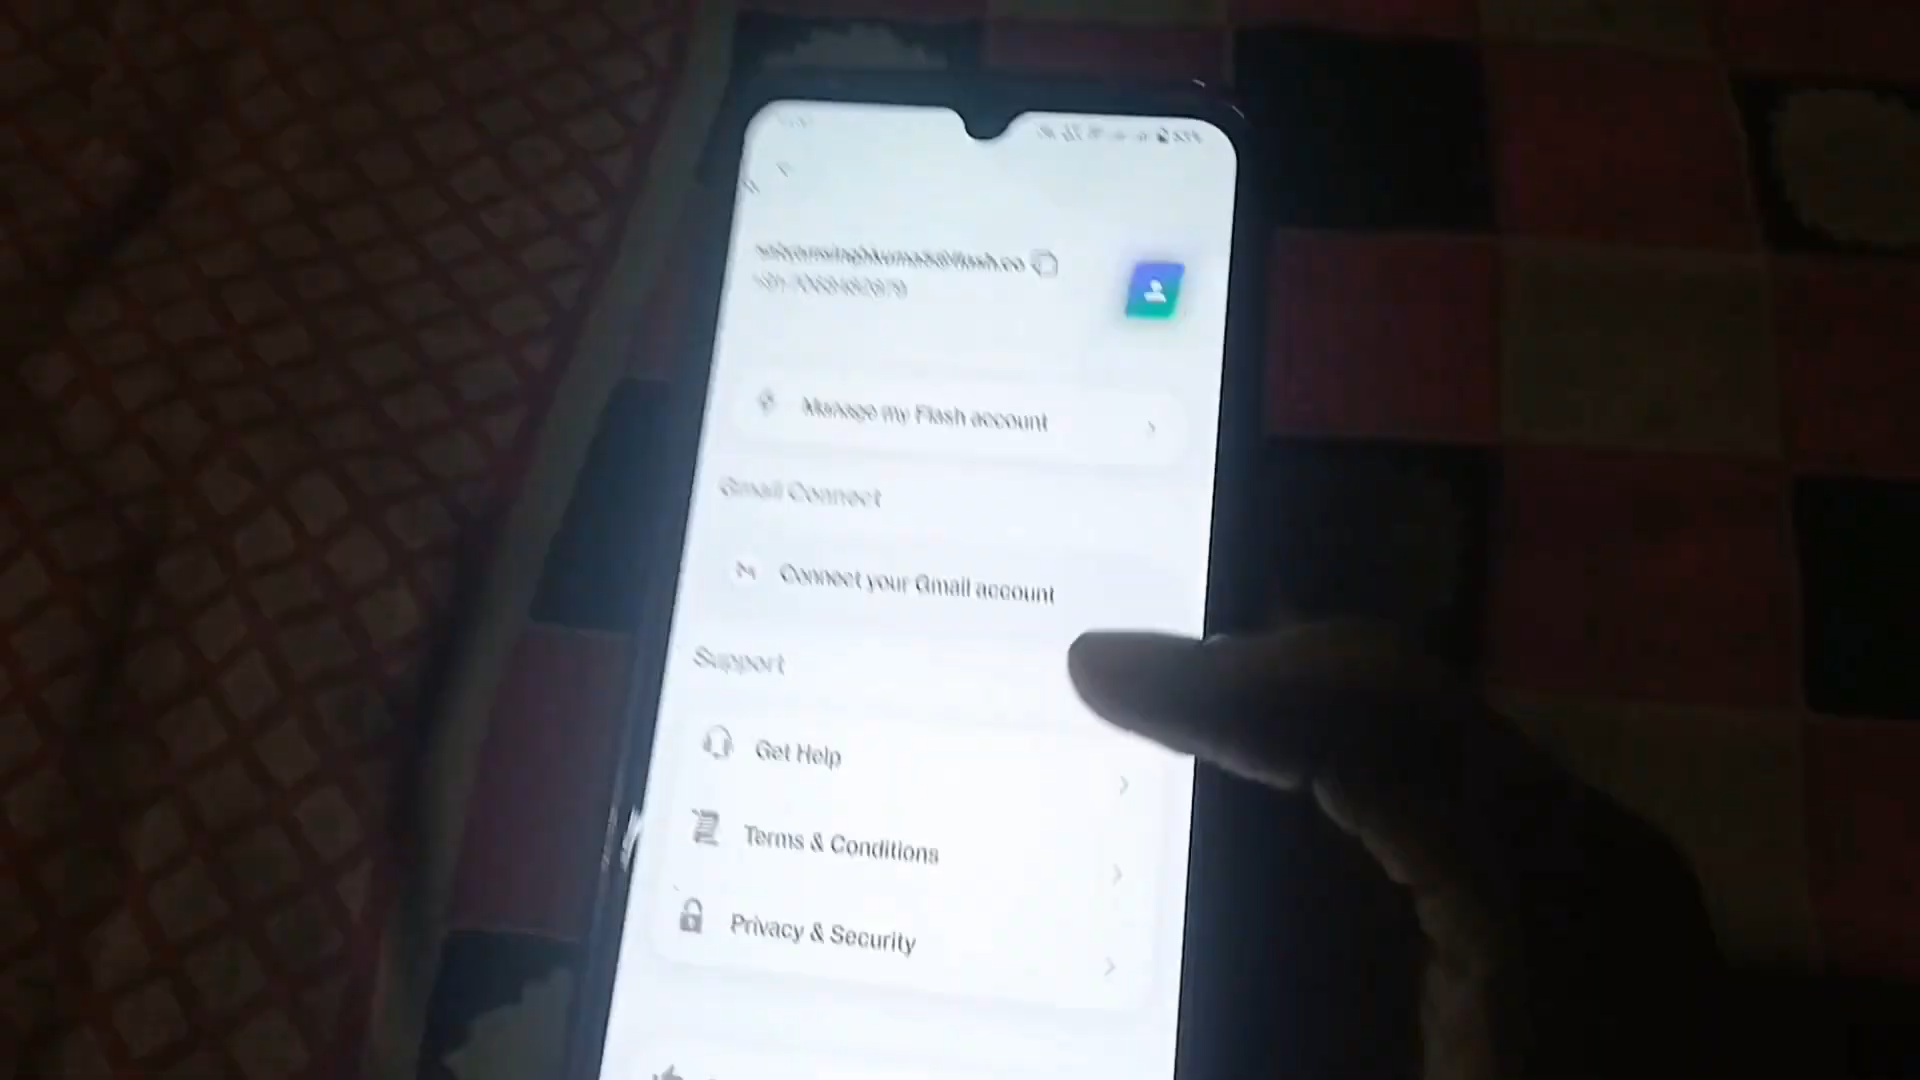 Manage my Flash account
Gmail Connect
Connect your Gmail account
Support
Get Help
Terms & Conditions
Privacy & Security